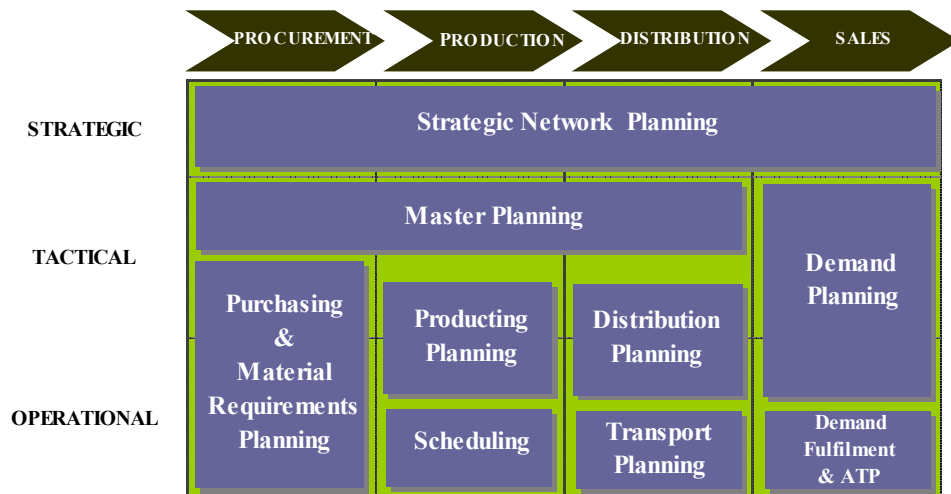 PROCUREMENT
PRODUCTION
DISTRIBUTION
SALES
STRATEGIC
Strategic Network Planning
TACTICAL
Master Planning
Demand
Planning
Purchasing
&
Material
Requirements
Planning
Producting
Planning
Distribution
Planning
OPERATIONAL
Scheduling
Transport
Planning
Demand
Fulfilment
& ATP